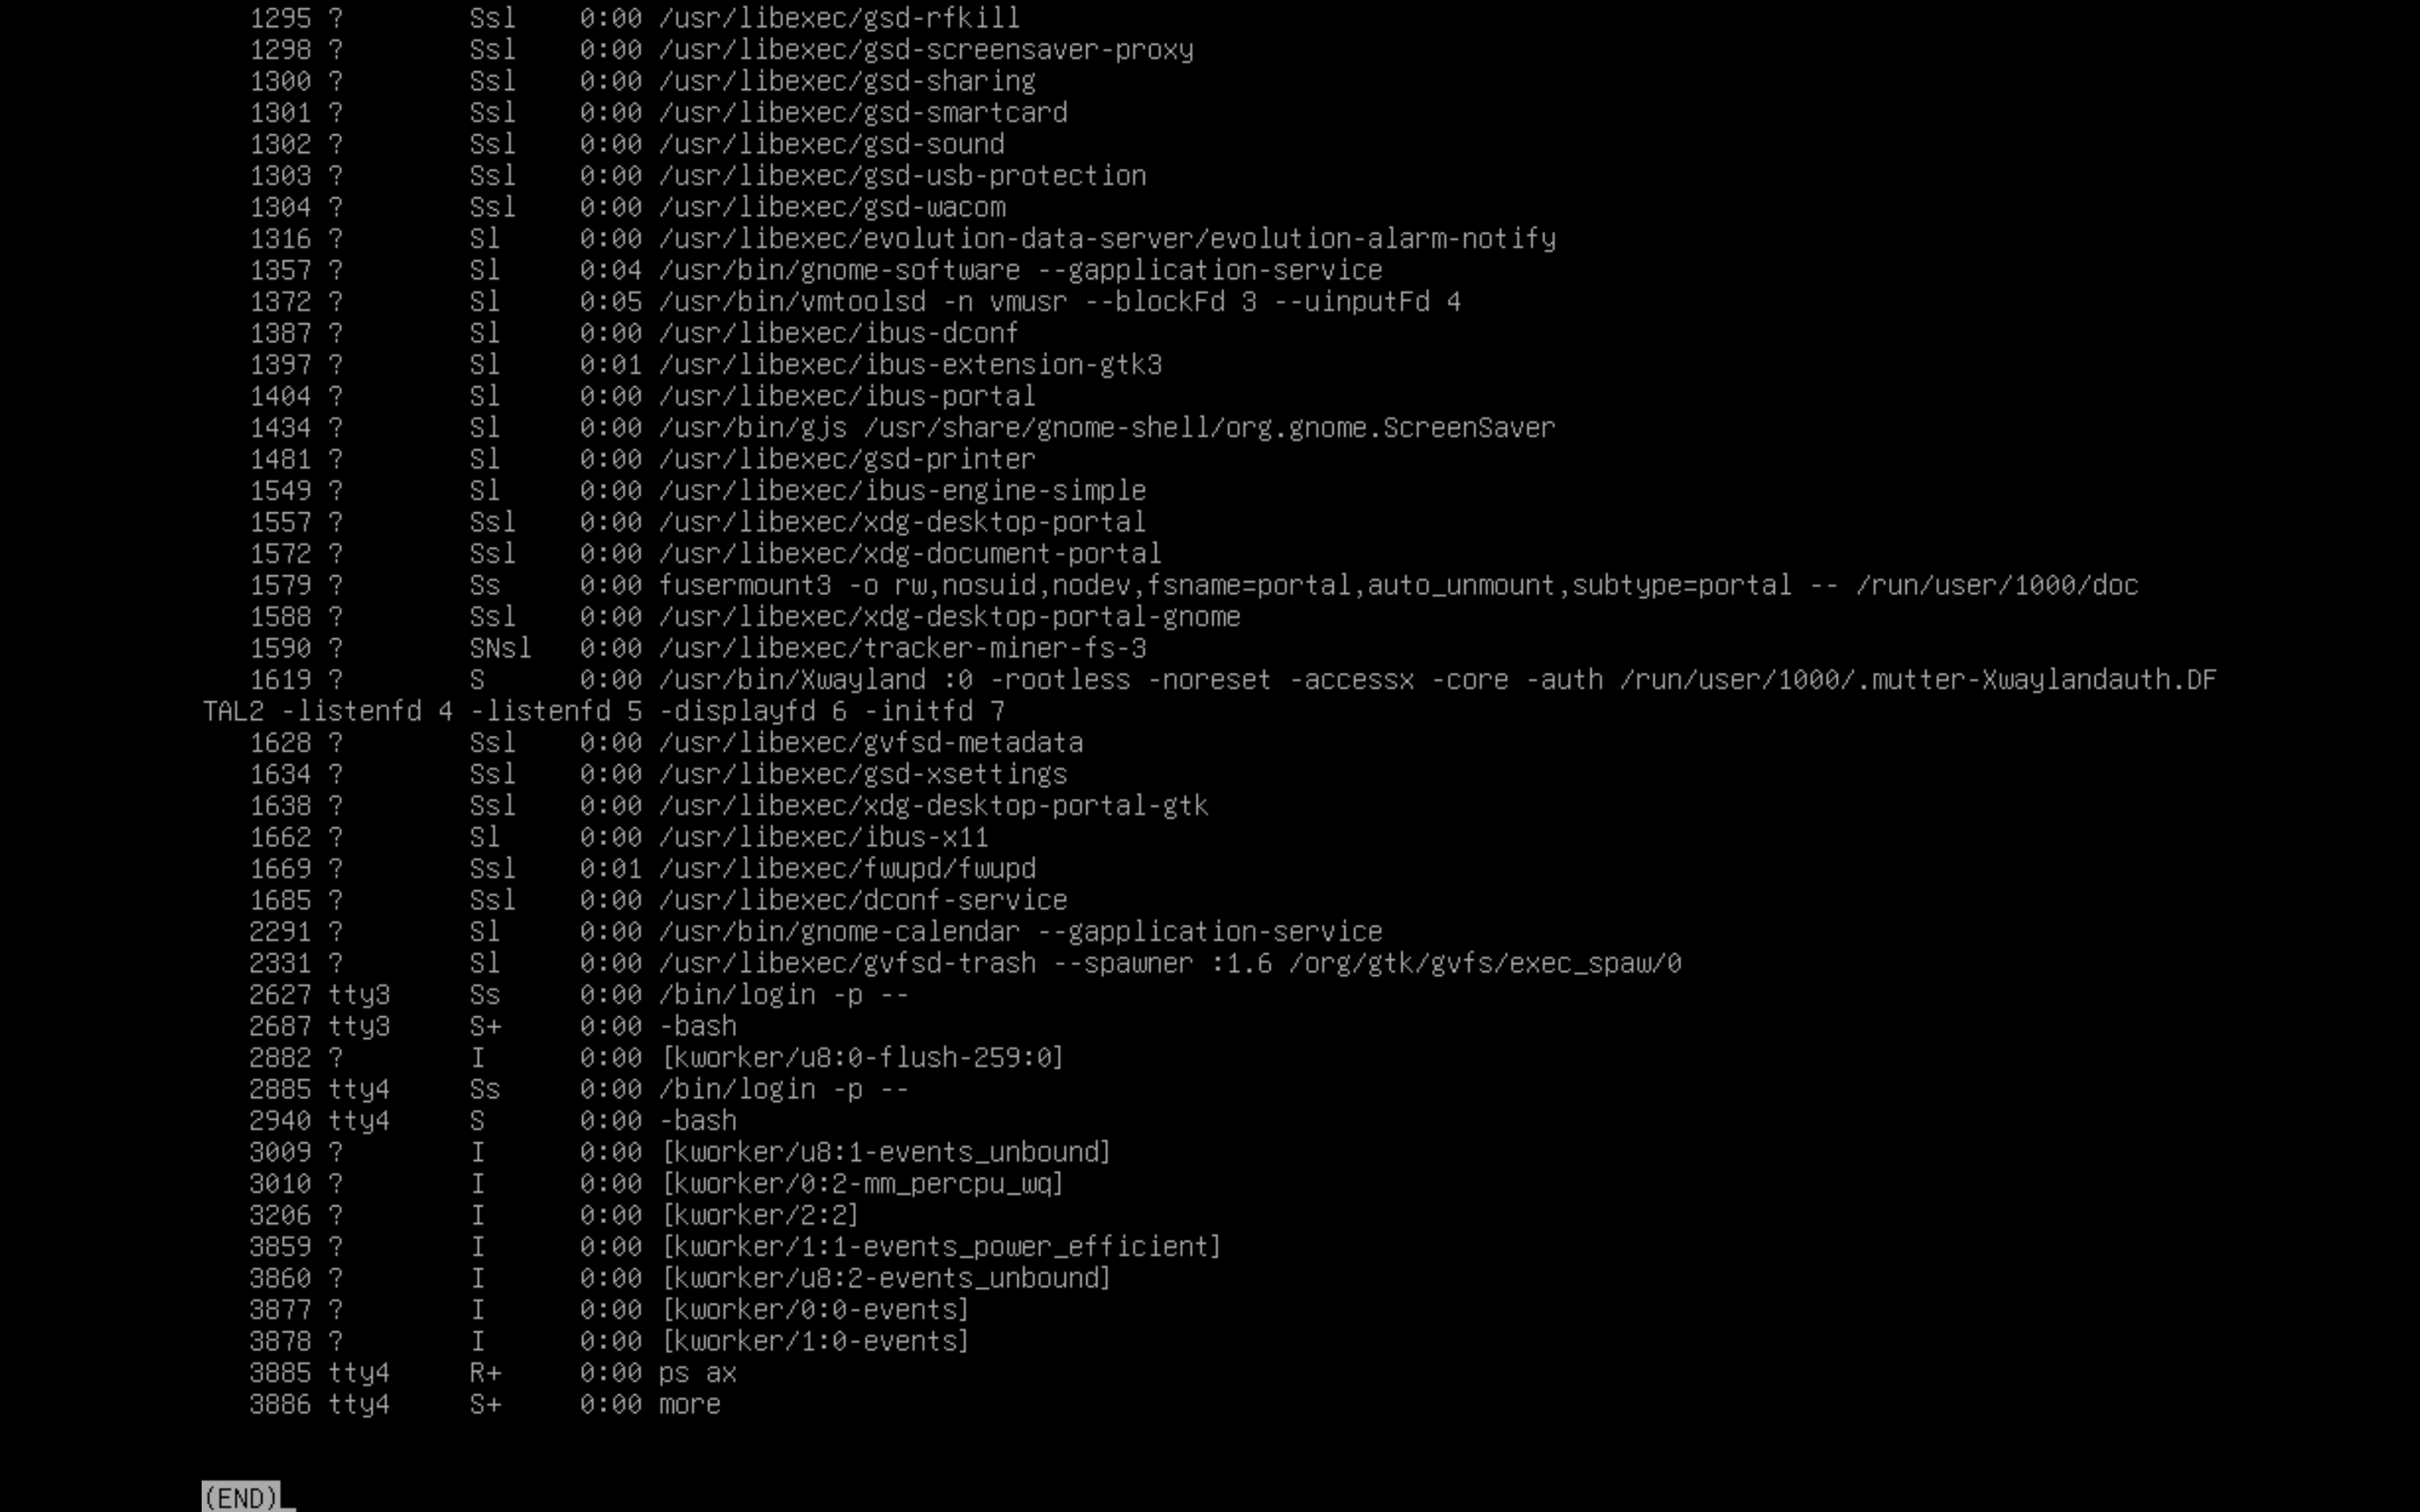 1295 ?        Ssl    0:00 /usr/libexec/gsd-rfkill
1298 ?        Ssl    0:00 /usr/libexec/gsd-screensaver-proxy
1300 ?        Ssl    0:00 /usr/libexec/gsd-sharing
1301 ?        Ssl    0:00 /usr/libexec/gsd-smartcard
1302 ?        Ssl    0:00 /usr/libexec/gsd-sound
1303 ?        Ssl    0:00 /usr/libexec/gsd-usb-protection
1304 ?        Ssl    0:00 /usr/libexec/gsd-wacom
1316 ?        Sl     0:00 /usr/libexec/evolution-data-server/evolution-alarm-notify
1357 ?        Sl     0:04 /usr/bin/gnome-software --gapplication-service
1372 ?        Sl     0:05 /usr/bin/vmtoolsd -n vmusr --blockFd 3 --uinputFd 4
1387 ?        Sl     0:00 /usr/libexec/ibus-dconf
1397 ?        Sl     0:01 /usr/libexec/ibus-extension-gtk3
1404 ?        Sl     0:00 /usr/libexec/ibus-portal
1434 ?        Sl     0:00 /usr/bin/gjs /usr/share/gnome-shell/org.gnome.ScreenSaver
1481 ?        Sl     0:00 /usr/libexec/gsd-printer
1549 ?        Sl     0:00 /usr/libexec/ibus-engine-simple
1557 ?        Ssl    0:00 /usr/libexec/xdg-desktop-portal
1572 ?        Ssl    0:00 /usr/libexec/xdg-document-portal
1579 ?        Ss     0:00 fusermount3 -o rw,nosuid,nodev,fsname=portal,auto_unmount,subtype=portal -- /run/user/1000/doc
1588 ?        Ssl    0:00 /usr/libexec/xdg-desktop-portal-gnome
1590 ?        SNsl   0:00 /usr/libexec/tracker-miner-fs-3
1619 ?        S      0:00 /usr/bin/Xwayland :0 -rootless -noreset -accessx -core -auth /run/user/1000/.mutter-Xwaylandauth.DF
TAL2 -listenfd 4 -listenfd 5 -displayfd 6 -initfd 7
1628 ?        Ssl    0:00 /usr/libexec/gvfsd-metadata
1634 ?        Ssl    0:00 /usr/libexec/gsd-xsettings
1638 ?        Ssl    0:00 /usr/libexec/xdg-desktop-portal-gtk
1662 ?        Sl     0:00 /usr/libexec/ibus-x11
1669 ?        Ssl    0:01 /usr/libexec/fwupd/fwupd
1685 ?        Ssl    0:00 /usr/libexec/dconf-service
2291 ?        Sl     0:00 /usr/bin/gnome-calendar --gapplication-service
2331 ?        Sl     0:00 /usr/libexec/gvfsd-trash --spawner :1.6 /org/gtk/gvfs/exec_spaw/0
2627 tty3     Ss     0:00 /bin/login -p --
2687 tty3     S+     0:00 -bash
2882 ?        I      0:00 [kworker/u8:0-flush-259:0]
2885 tty4     Ss     0:00 /bin/login -p --
2940 tty4     S      0:00 -bash
3009 ?        I      0:00 [kworker/u8:1-events_unbound]
3010 ?        I      0:00 [kworker/0:2-mm_percpu_wq]
3206 ?        I      0:00 [kworker/2:2]
3859 ?        I      0:00 [kworker/1:1-events_power_efficient]
3860 ?        I      0:00 [kworker/u8:2-events_unbound]
3877 ?        I      0:00 [kworker/0:0-events]
3878 ?        I      0:00 [kworker/1:0-events]
3885 tty4     R+     0:00 ps ax
3886 tty4     S+     0:00 more
(END)